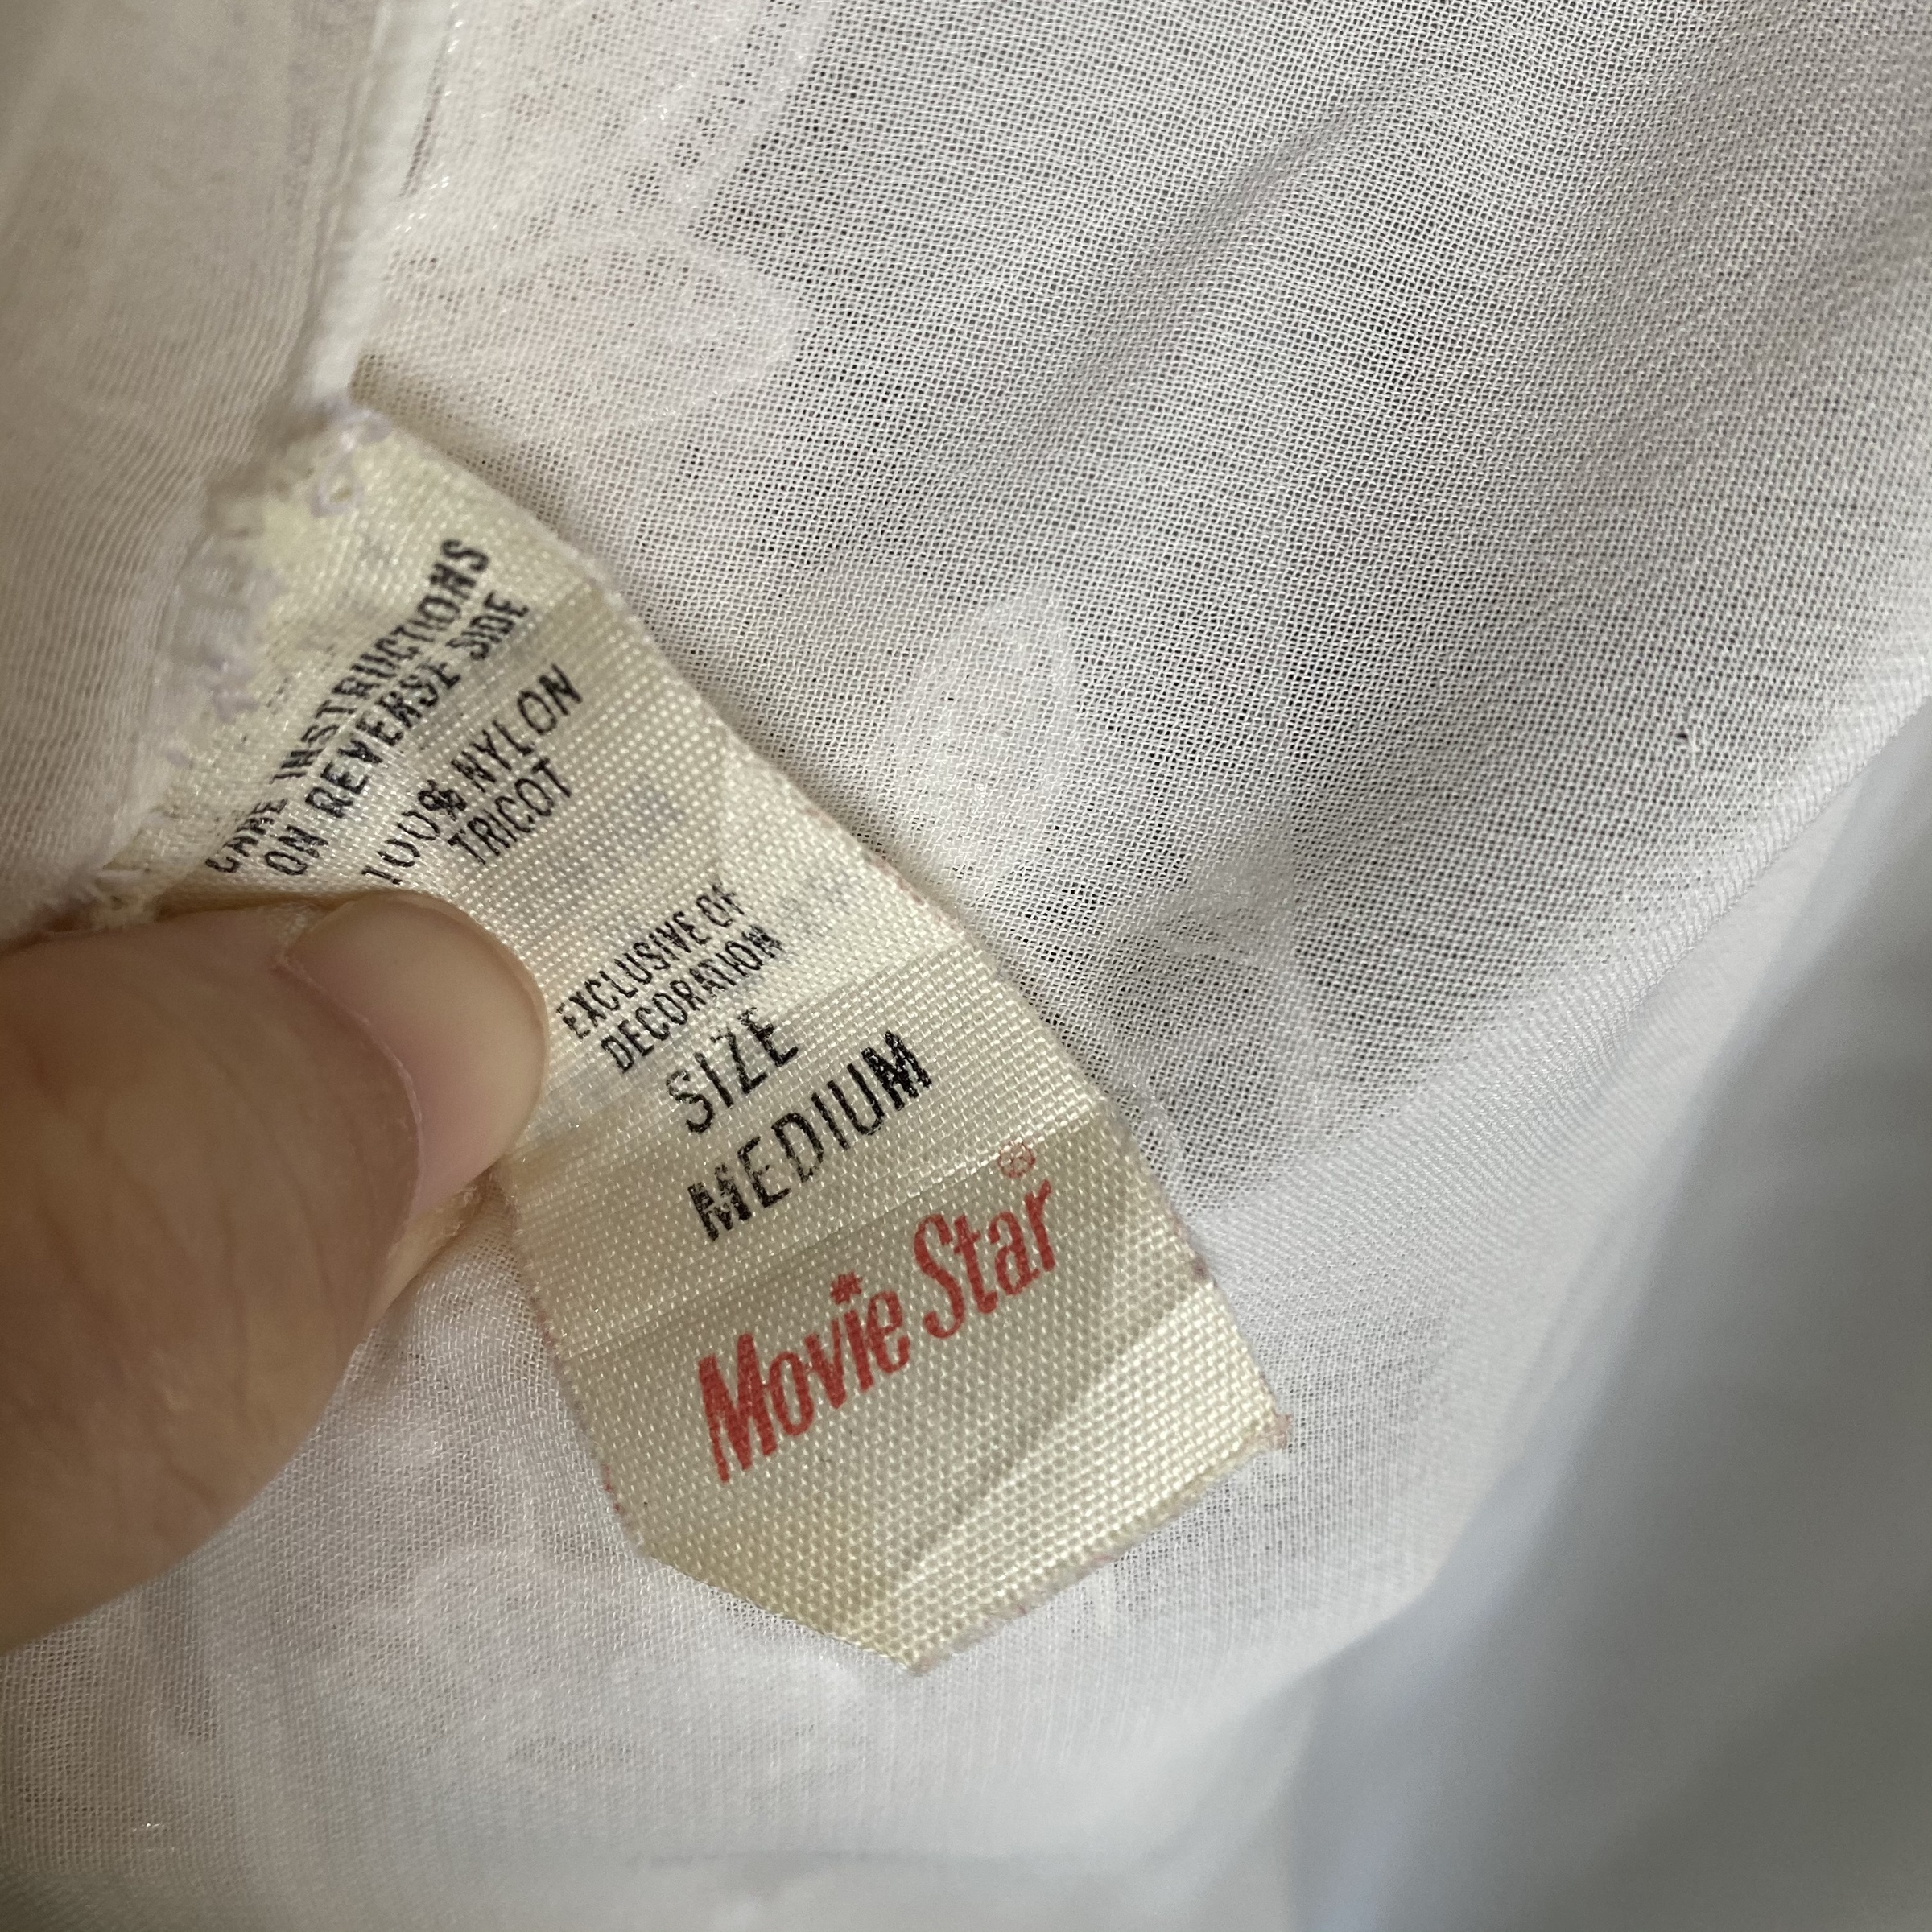 CARE INSTRUCTIONS
ON REVERSE SIDE
100% NYLON
TRICOT
EXCLUSIVE OF
DECORATION
SIZE
MEDIUM
Movie Star®